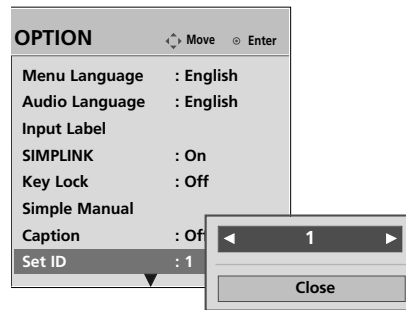 OPTION Move Enter
Menu Language : English
Audio Language : English
Input Label
SIMPLINK : On
Key Lock : Off
Simple Manual
Caption : Of
Set ID : 1
◄ 1 ►
Close